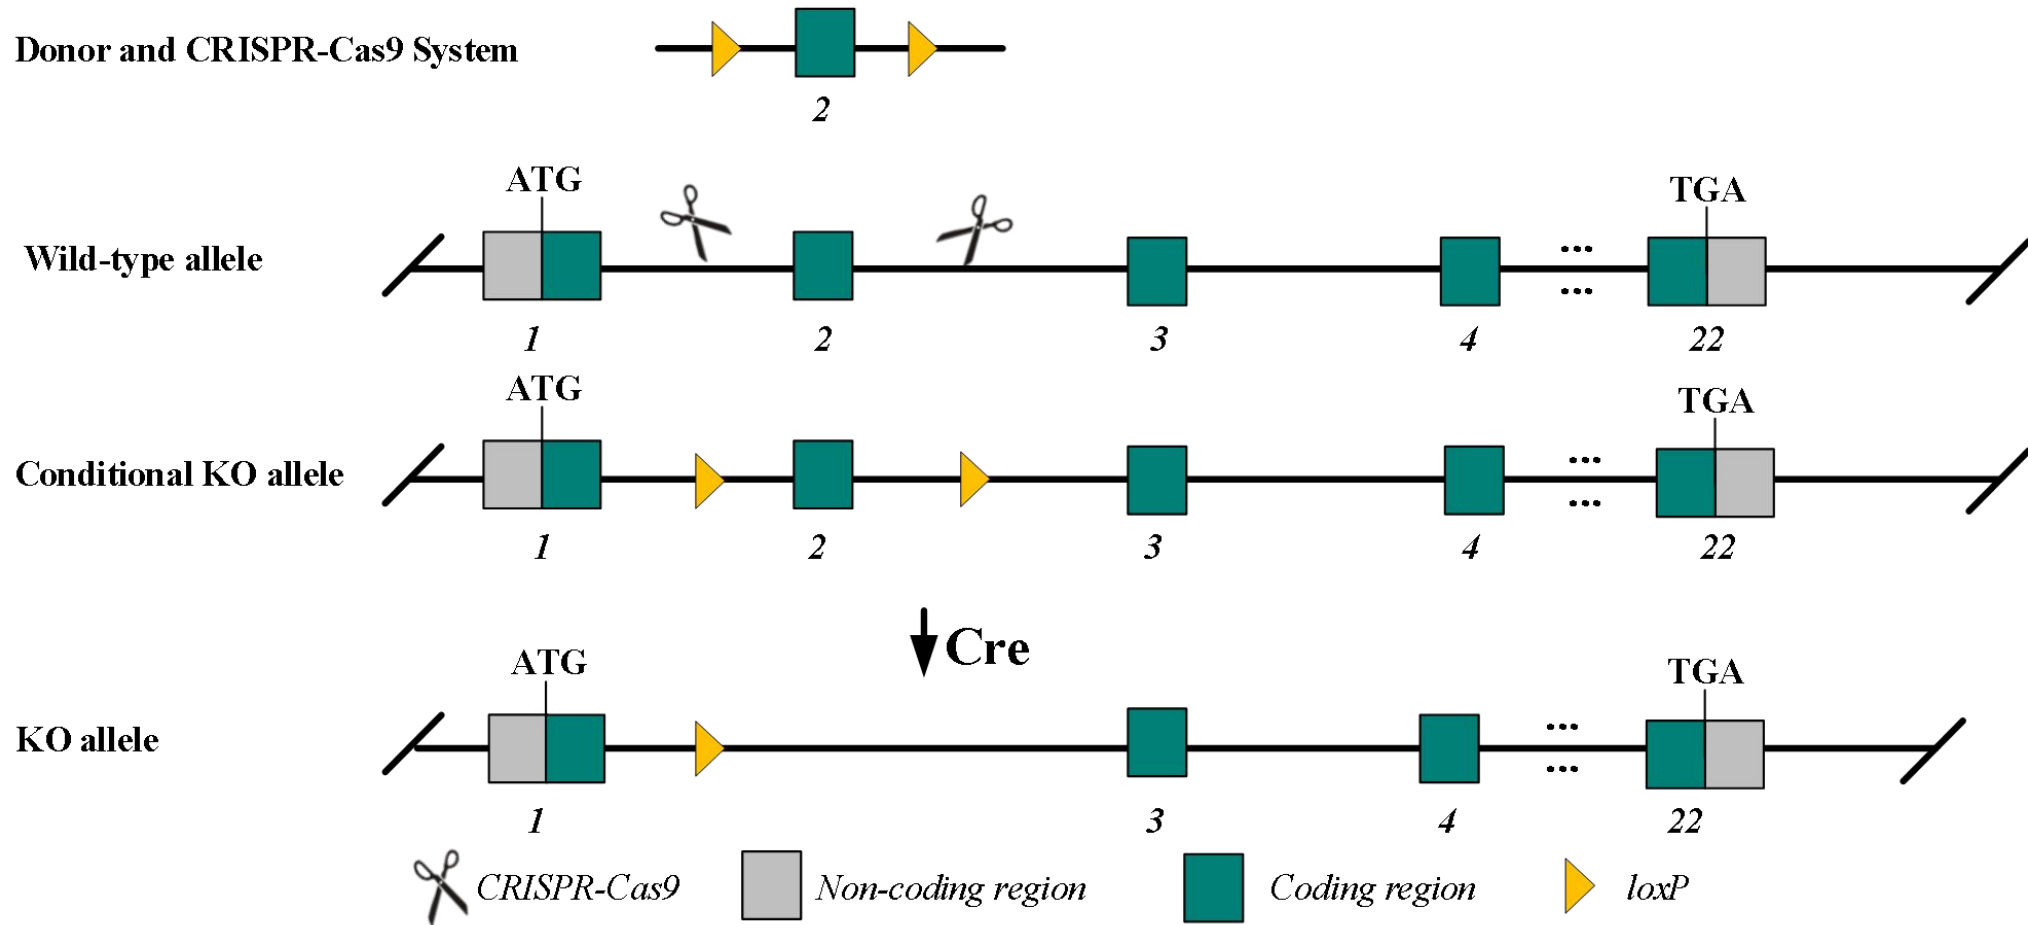 Donor and CRISPR-Cas9 System
2
ATG
TGA
Wild-type allele
...
...
1 2 3 4 22
ATG
TGA
Conditional KO allele
...
...
1 2 3 4 22
Cre
ATG
TGA
KO allele
...
...
1 3 4 22
CRISPR-Cas9 Non-coding region Coding region loxP